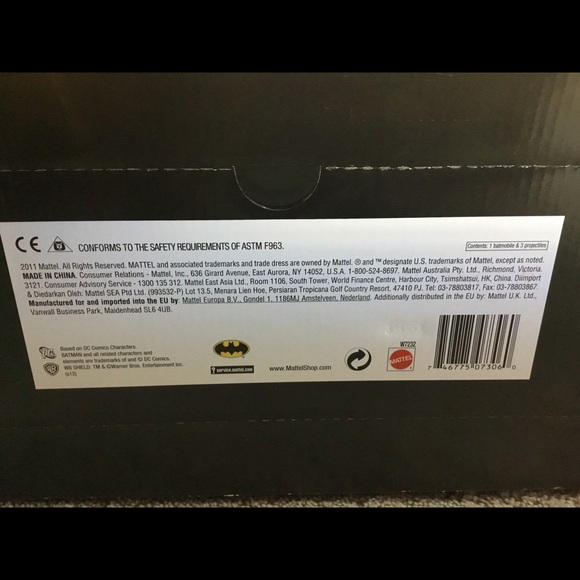 CE CONFORMS TO THE SAFETY REQUIREMENTS OF ASTM F963.
Contents: 1 batmobile & 3 projectiles
2011 Mattel. All Rights Reserved. MATTEL and associated trademarks and trade dress are owned by Mattel. ® and ™ designate U.S. trademarks of Mattel, except as noted.
MADE IN CHINA. Consumer Relations - Mattel, Inc., 636 Girard Avenue, East Aurora, NY 14052, U.S.A. 1-800-524-8697. Mattel Australia Pty. Ltd., Richmond, Victoria.
3121. Consumer Advisory Service - 1300 135 312. Mattel East Asia Ltd., Room 1106, South Tower, World Finance Centre, Harbour City, Tsimshatsui, HK, China. Diimport
& Diedarkan Oleh: Mattel SEA Ptd Ltd. (993532-P) Lot 13.5, Menara Lien Hoe, Persiaran Tropicana Golf Country Resort, 47410 PJ. Tel: 03-78803817, Fax: 03-78803867.
Manufactured for and imported into the EU by: Mattel Europa B.V., Gondel 1, 1186MJ Amstelveen, Nederland. Additionally distributed in the EU by: Mattel U.K. Ltd.,
Vanwall Business Park, Maidenhead SL6 4UB.
Based on DC Comics Characters.
BATMAN and all related characters and
elements are trademarks of and © DC Comics.
WB SHIELD: TM & ©Warner Bros. Entertainment Inc.
(s12)
service.mattel.com
www.MattelShop.com
W7232
MATTEL
7 46775 07306 0